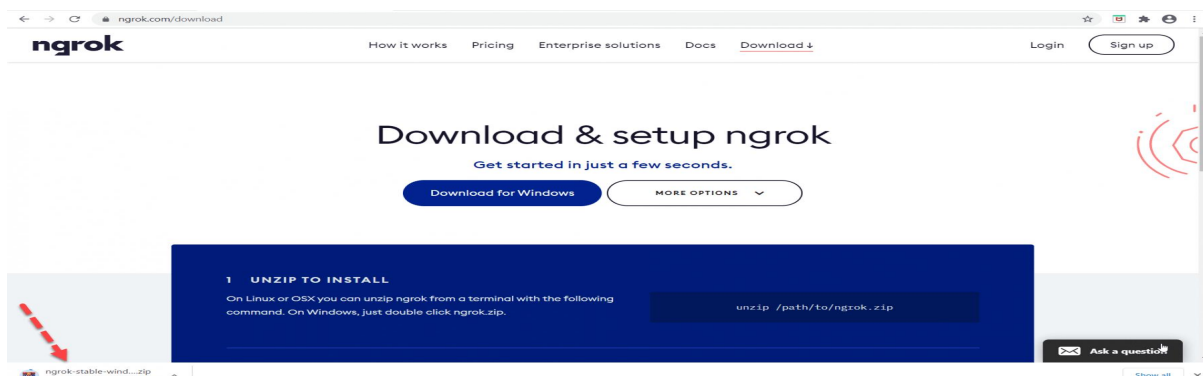 ngrok.com/download
ngrok How it works Pricing Enterprise solutions Docs Download ↓ Login Sign up
Download & setup ngrok
Get started in just a few seconds.
Download for Windows MORE OPTIONS
1 UNZIP TO INSTALL
On Linux or OSX you can unzip ngrok from a terminal with the following
command. On Windows, just double click ngrok.zip.
unzip /path/to/ngrok.zip
Ask a question
ngrok-stable-wind....zip
Show all